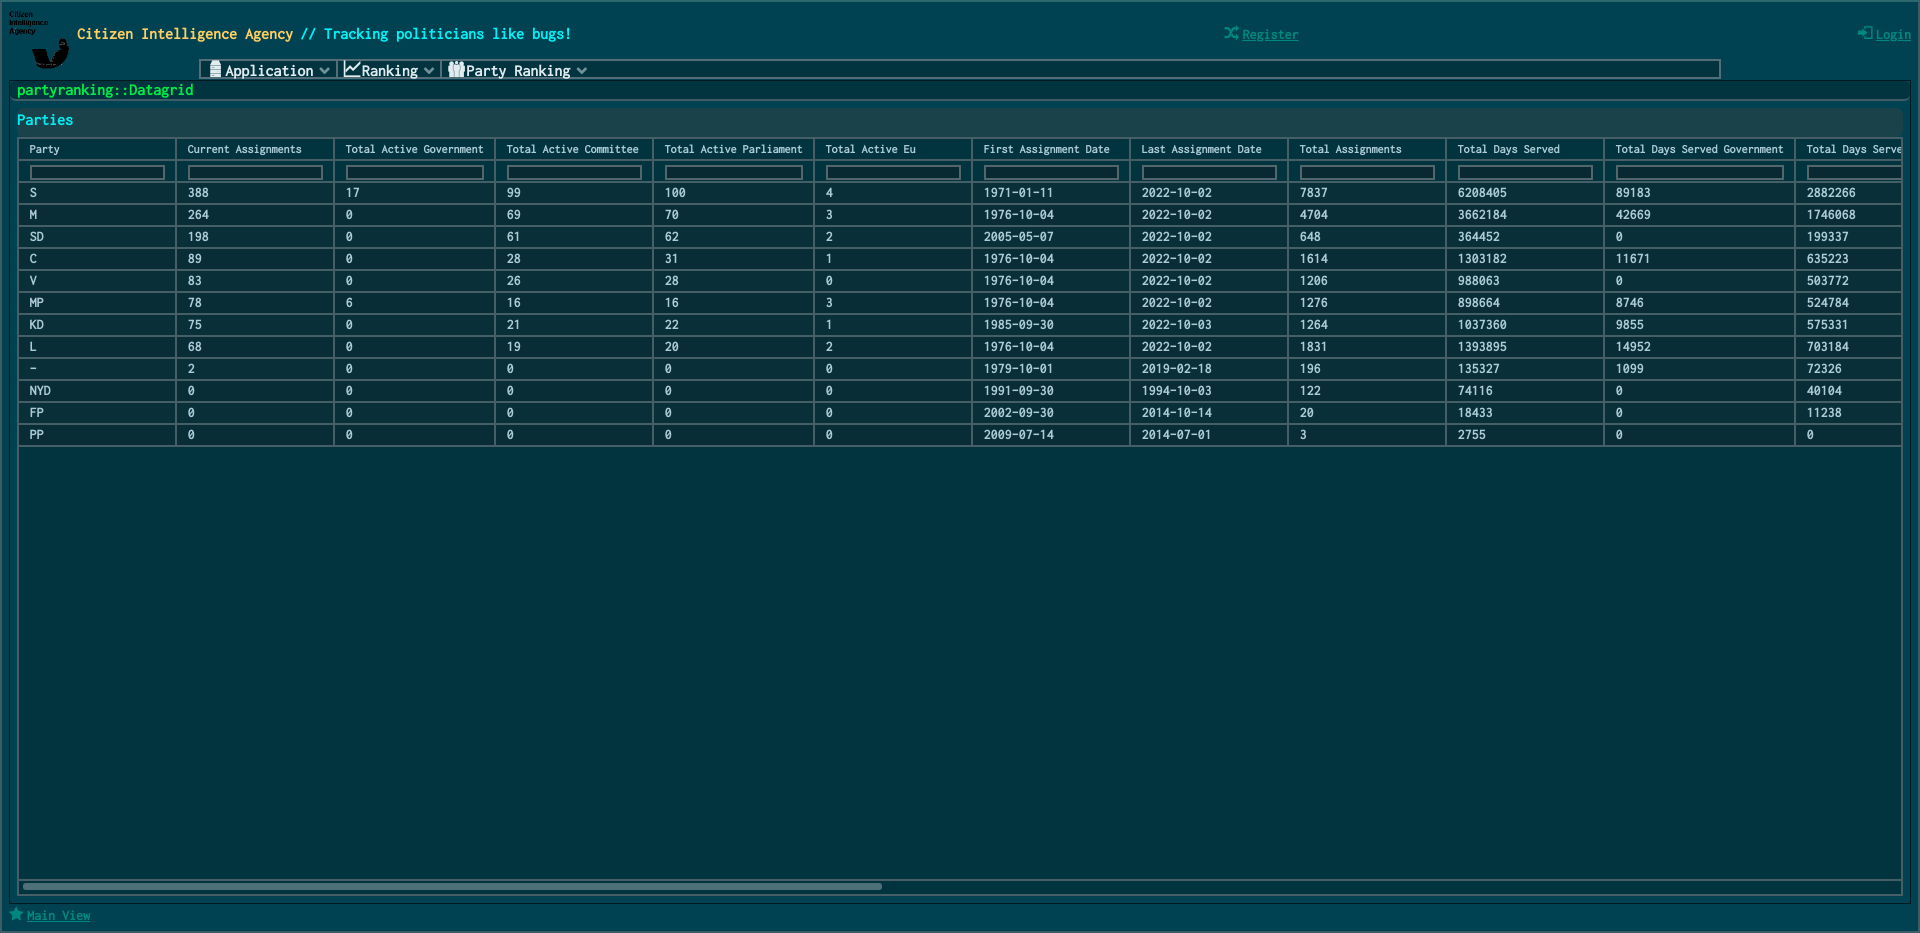 Citizen
Intelligence
Agency
Citizen Intelligence Agency // Tracking politicians like bugs!
Register
Login
Application Ranking Party Ranking
partyranking::Datagrid
Parties
Party Current Assignments Total Active Government Total Active Committee Total Active Parliament Total Active Eu First Assignment Date Last Assignment Date Total Assignments Total Days Served Total Days Served Government Total Days Serve
S 388 17 99 100 4 1971-01-11 2022-10-02 7837 6208405 89183 2882266
M 264 0 69 70 3 1976-10-04 2022-10-02 4704 3662184 42669 1746068
SD 198 0 61 62 2 2005-05-07 2022-10-02 648 364452 0 199337
C 89 0 28 31 1 1976-10-04 2022-10-02 1614 1303182 11671 635223
V 83 0 26 28 0 1976-10-04 2022-10-02 1206 988063 0 503772
MP 78 6 16 16 3 1976-10-04 2022-10-02 1276 898664 8746 524784
KD 75 0 21 22 1 1985-09-30 2022-10-03 1264 1037360 9855 575331
L 68 0 19 20 2 1976-10-04 2022-10-02 1831 1393895 14952 703184
- 2 0 0 0 0 1979-10-01 2019-02-18 196 135327 1099 72326
NYD 0 0 0 0 0 1991-09-30 1994-10-03 122 74116 0 40104
FP 0 0 0 0 0 2002-09-30 2014-10-14 20 18433 0 11238
PP 0 0 0 0 0 2009-07-14 2014-07-01 3 2755 0 0
Main View